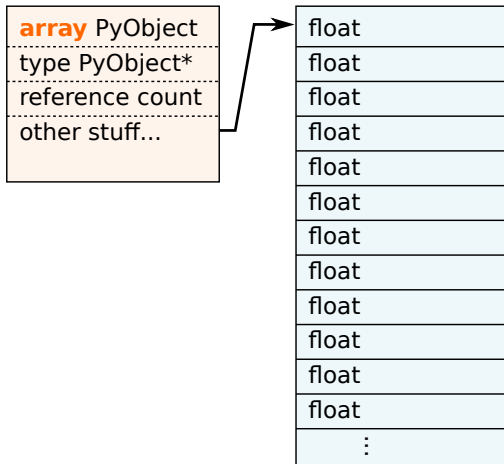 array PyObject
type PyObject*
reference count
other stuff...
float
float
float
float
float
float
float
float
float
float
float
float
⋮